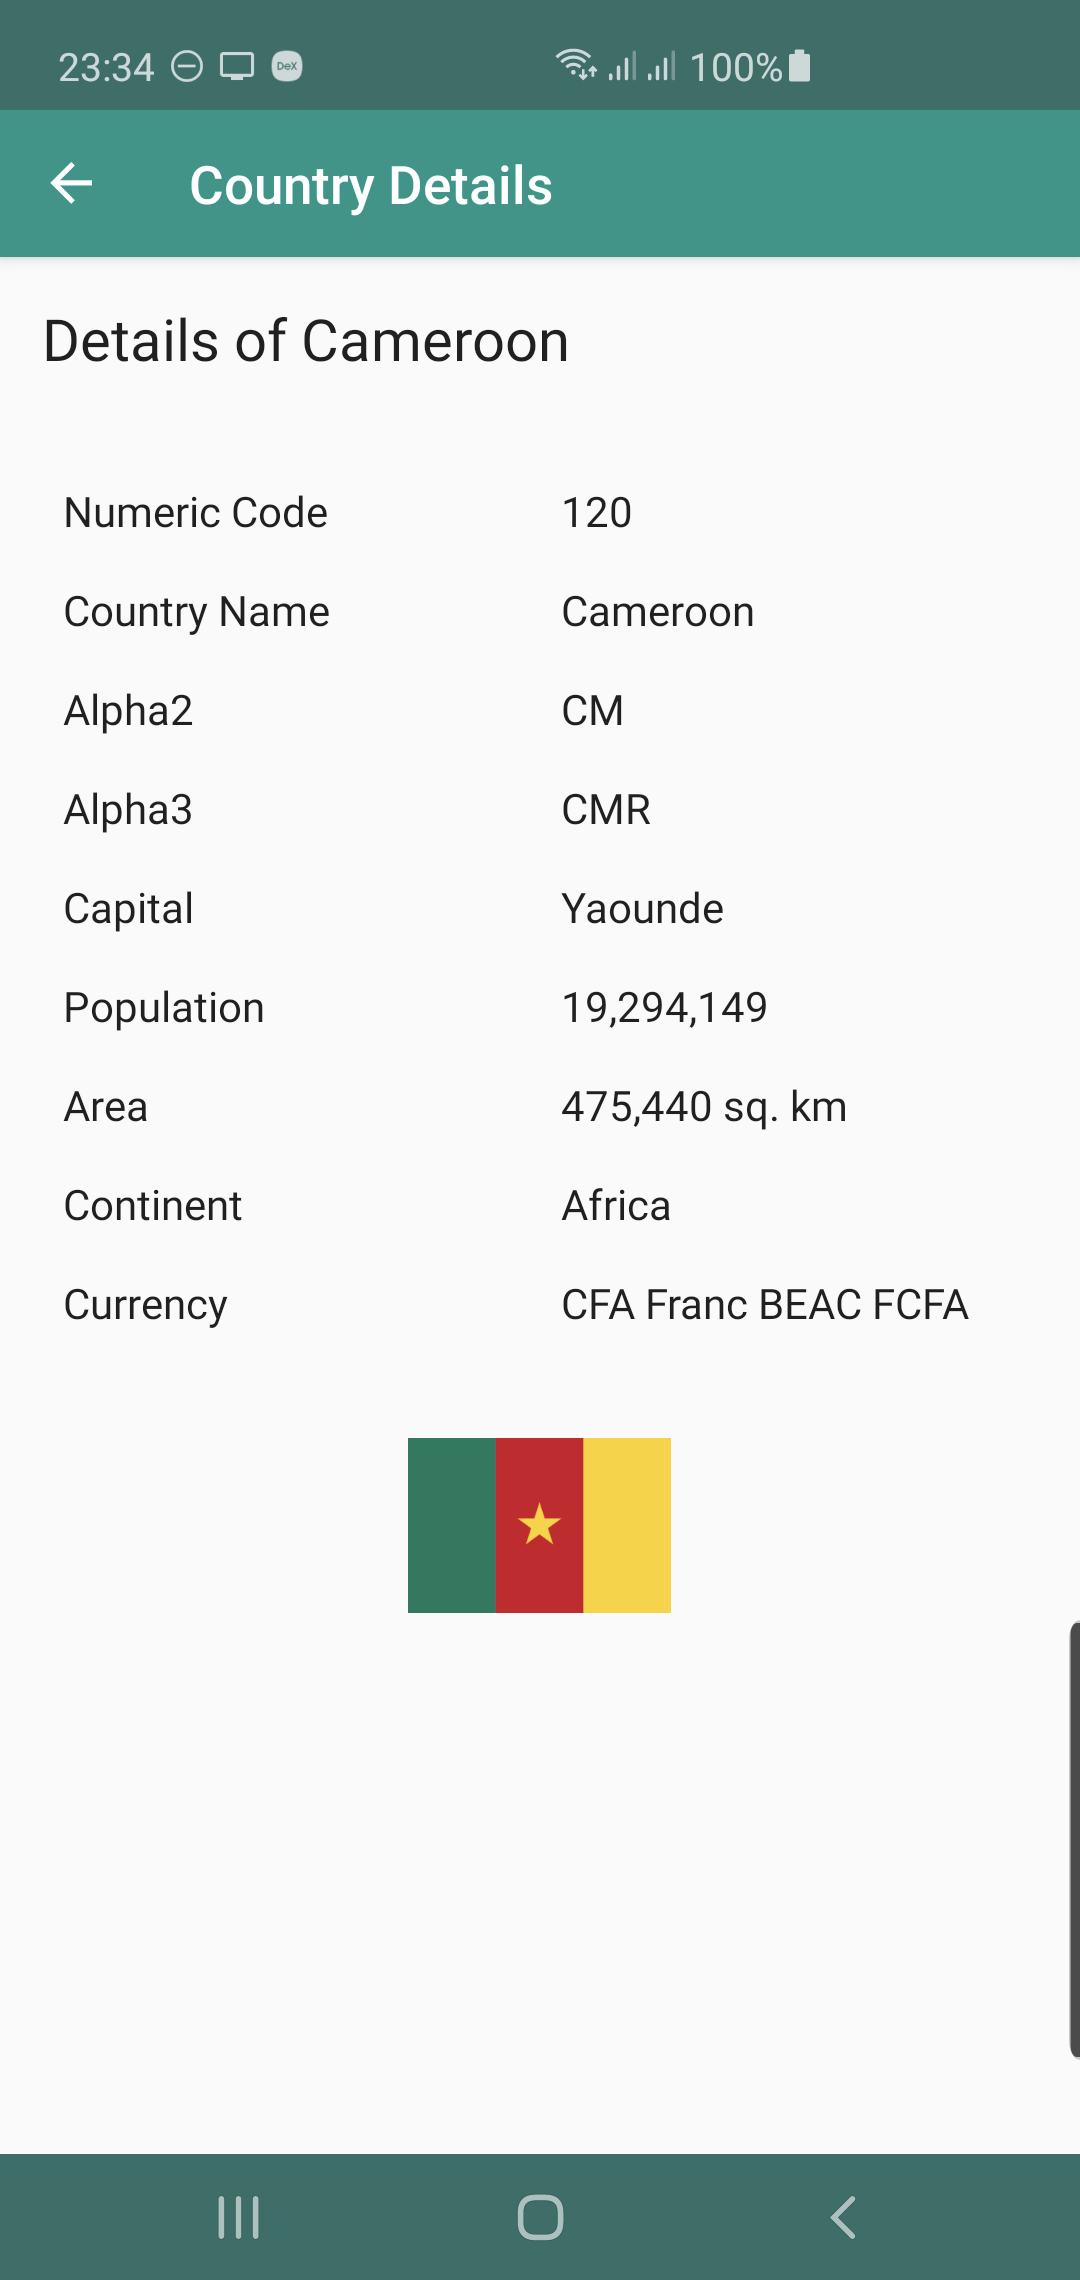 23:34 DeX 100%
Country Details
Details of Cameroon
Numeric Code 120
Country Name Cameroon
Alpha2 CM
Alpha3 CMR
Capital Yaounde
Population 19,294,149
Area 475,440 sq. km
Continent Africa
Currency CFA Franc BEAC FCFA